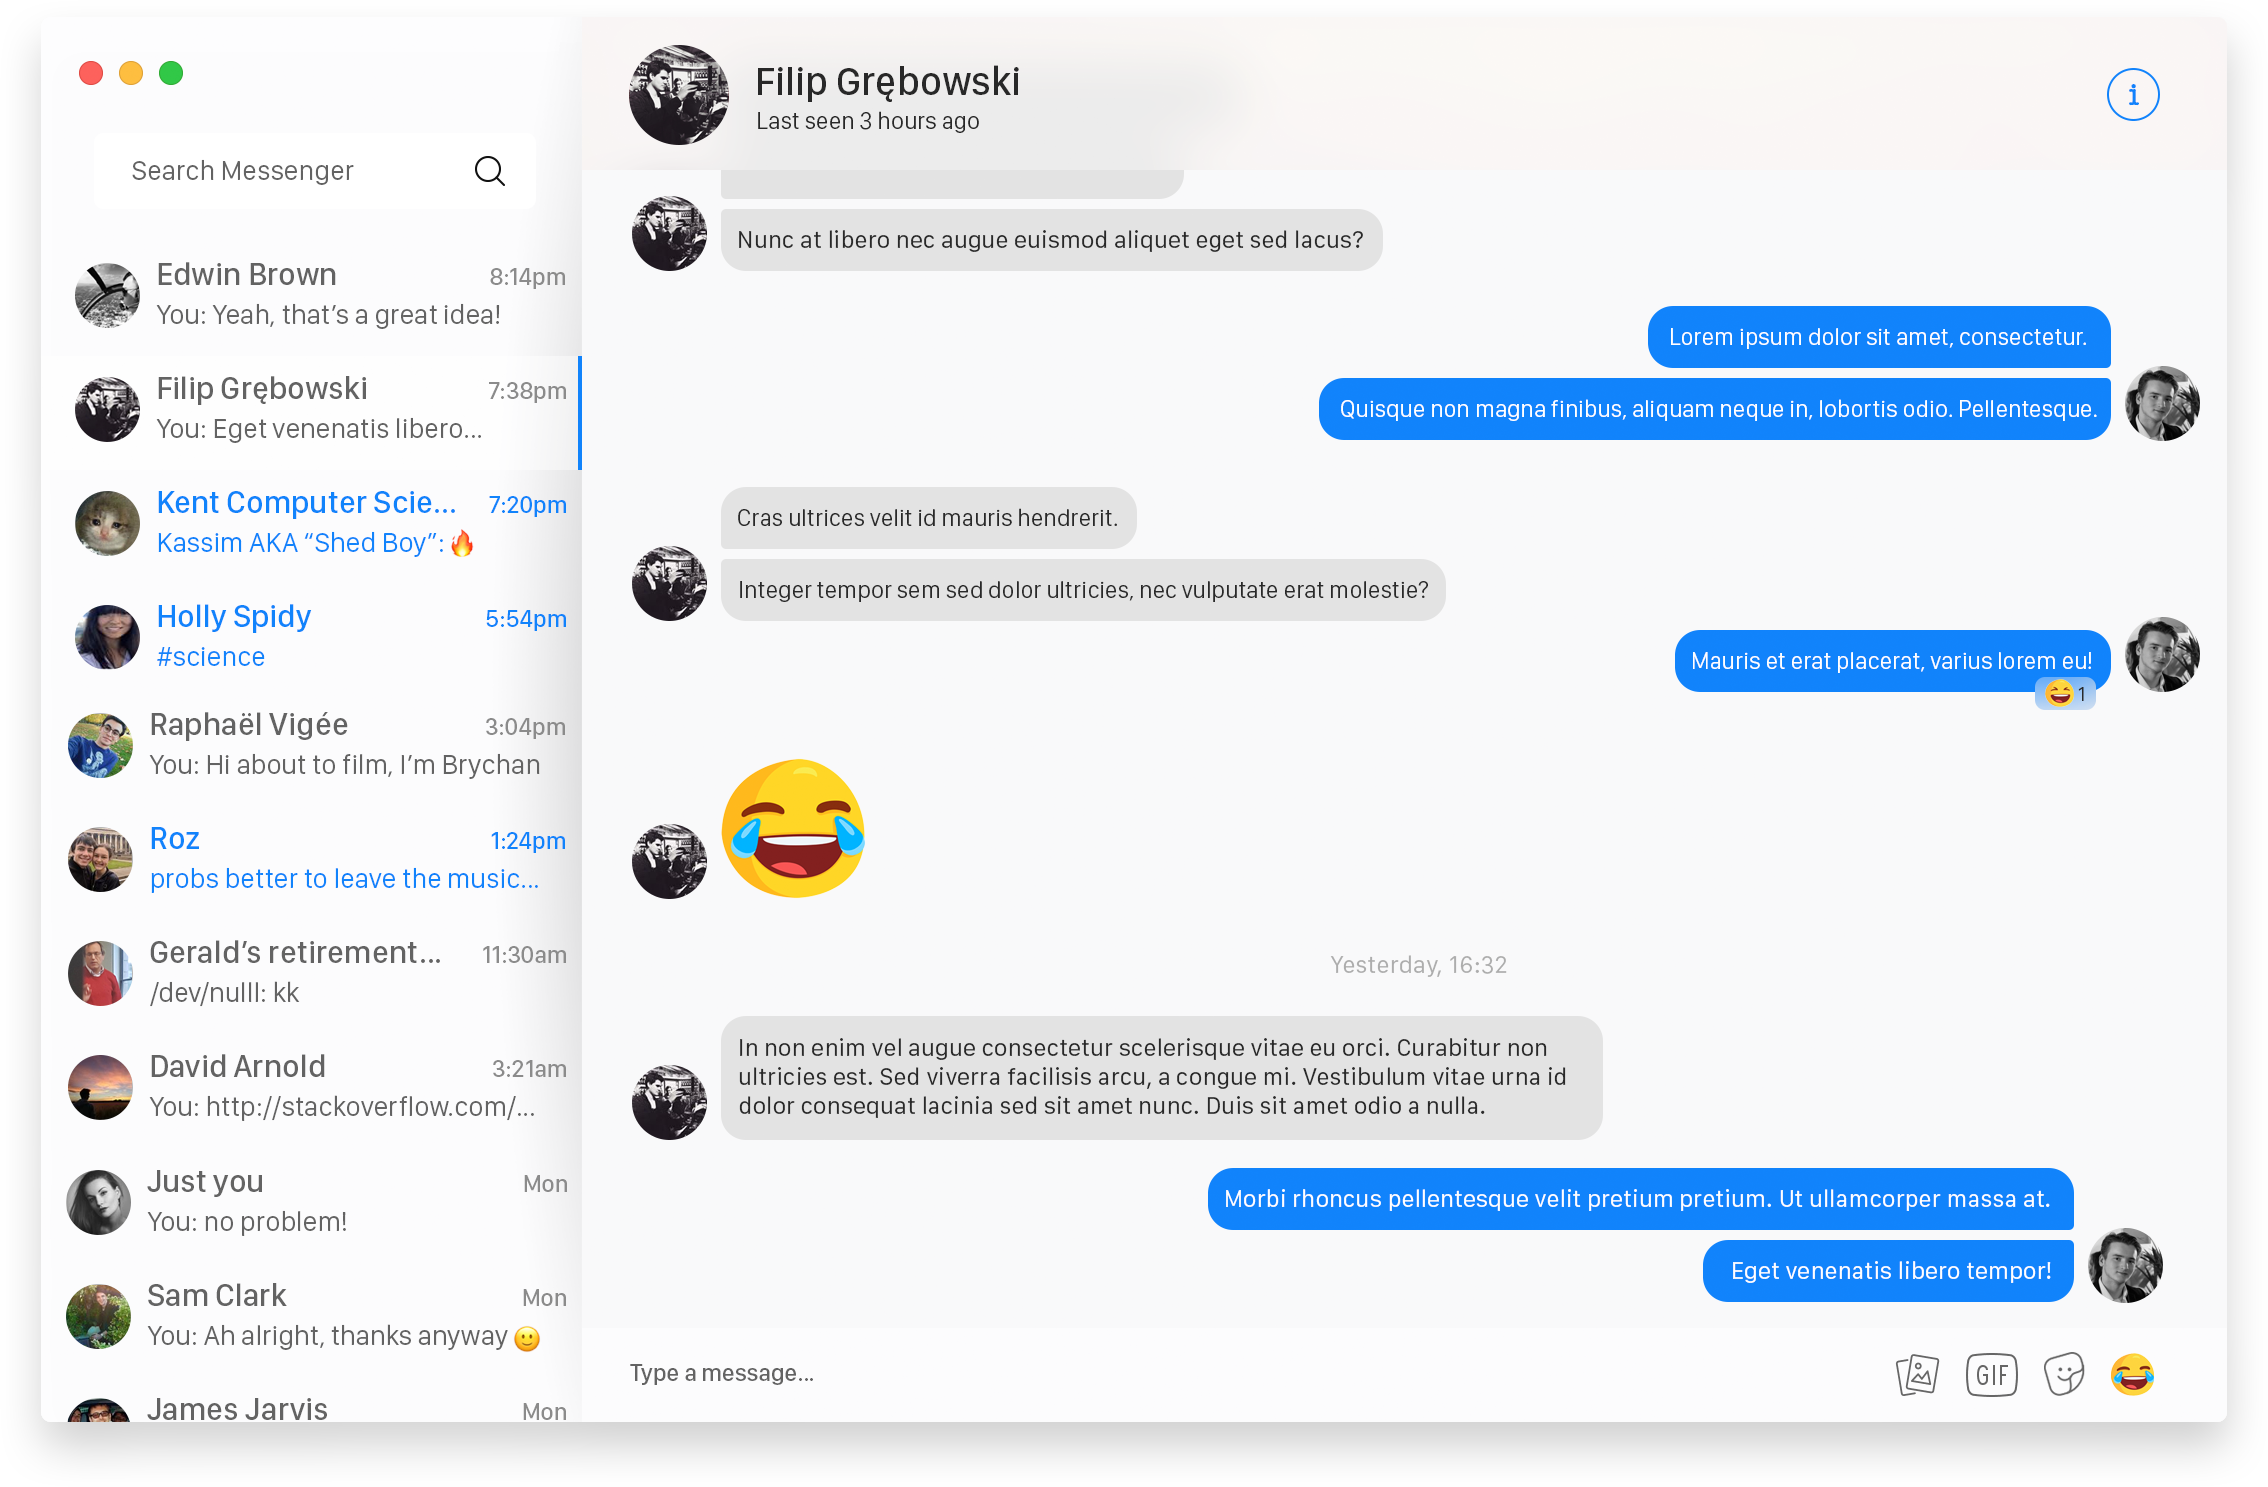 Search Messenger
Edwin Brown
8:14pm
You: Yeah, that’s a great idea!
Filip Grębowski
7:38pm
You: Eget venenatis libero...
Kent Computer Scie...
7:20pm
Kassim AKA “Shed Boy”: 🔥
Holly Spidy
5:54pm
#science
Raphaël Vigée
3:04pm
You: Hi about to film, I’m Brychan
Roz
1:24pm
probs better to leave the music...
Gerald’s retirement...
11:30am
/dev/nulll: kk
David Arnold
3:21am
You: http://stackoverflow.com/...
Just you
Mon
You: no problem!
Sam Clark
Mon
You: Ah alright, thanks anyway 🙂
James Jarvis
Mon
Filip Grębowski
Last seen 3 hours ago
i
Nunc at libero nec augue euismod aliquet eget sed lacus?
Lorem ipsum dolor sit amet, consectetur.
Quisque non magna finibus, aliquam neque in, lobortis odio. Pellentesque.
Cras ultrices velit id mauris hendrerit.
Integer tempor sem sed dolor ultricies, nec vulputate erat molestie?
Mauris et erat placerat, varius lorem eu!
😆 1
😂
Yesterday, 16:32
In non enim vel augue consectetur scelerisque vitae eu orci. Curabitur non
ultricies est. Sed viverra facilisis arcu, a congue mi. Vestibulum vitae urna id
dolor consequat lacinia sed sit amet nunc. Duis sit amet odio a nulla.
Morbi rhoncus pellentesque velit pretium pretium. Ut ullamcorper massa at.
Eget venenatis libero tempor!
Type a message...
GIF